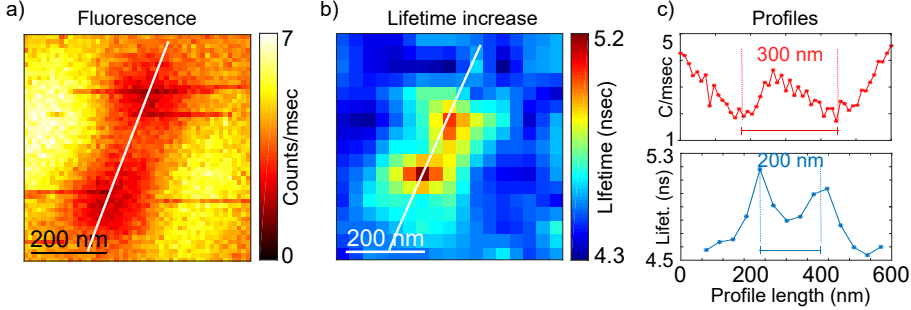 a)
Fluorescence
7
Counts/msec
0
200 nm
b)
Lifetime increase
5.2
Lifetime (nsec)
4.3
200 nm
c)
Profiles
5
C/msec
1
300 nm
5.3
Lifet. (ns)
4.5
200 nm
0 200 400 600
Profile length (nm)